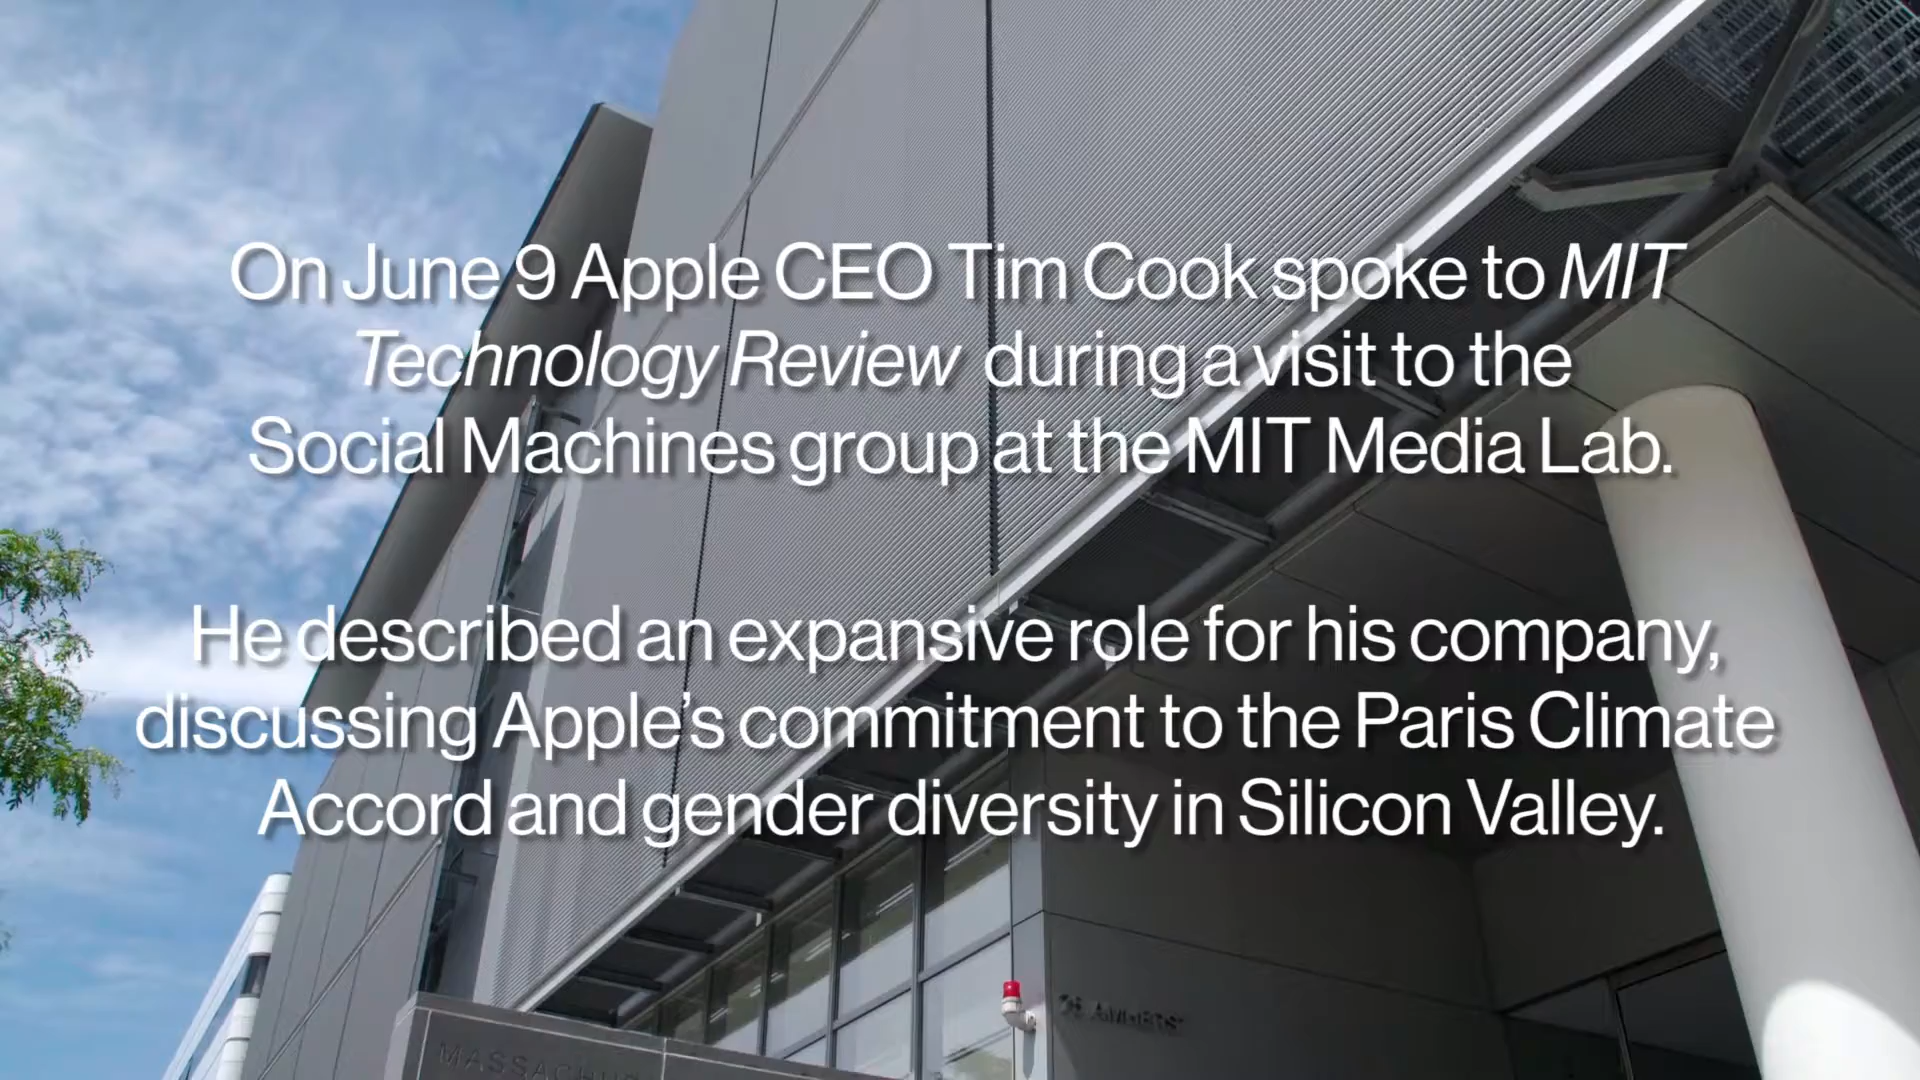 On June 9 Apple CEO Tim Cook spoke to MIT
Technology Review during a visit to the
Social Machines group at the MIT Media Lab.
He described an expansive role for his company,
discussing Apple's commitment to the Paris Climate
Accord and gender diversity in Silicon Valley.